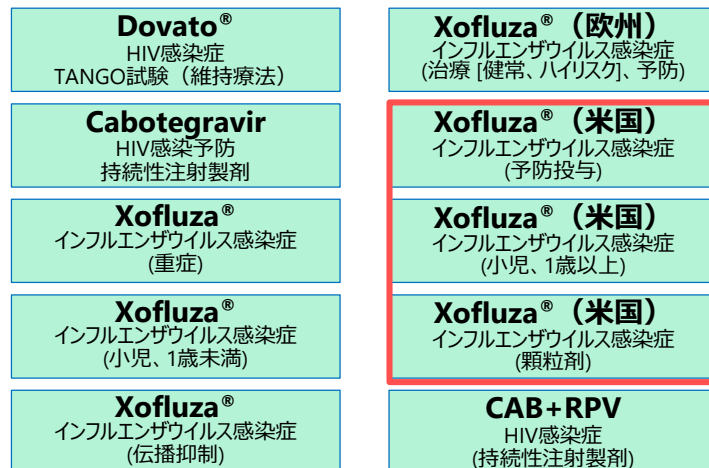 Dovato®
HIV感染症
TANGO試験（維持療法）
Cabotegravir
HIV感染予防
持続性注射製剤
Xofluza®
インフルエンザウイルス感染症
(重症)
Xofluza®
インフルエンザウイルス感染症
(小児、1歳未満)
Xofluza®
インフルエンザウイルス感染症
(伝播抑制)
Xofluza®（欧州）
インフルエンザウイルス感染症
(治療 [健常、ハイリスク]、予防)
Xofluza®（米国）
インフルエンザウイルス感染症
(予防投与)
Xofluza®（米国）
インフルエンザウイルス感染症
(小児、1歳以上)
Xofluza®（米国）
インフルエンザウイルス感染症
(顆粒剤)
CAB+RPV
HIV感染症
(持続性注射製剤)